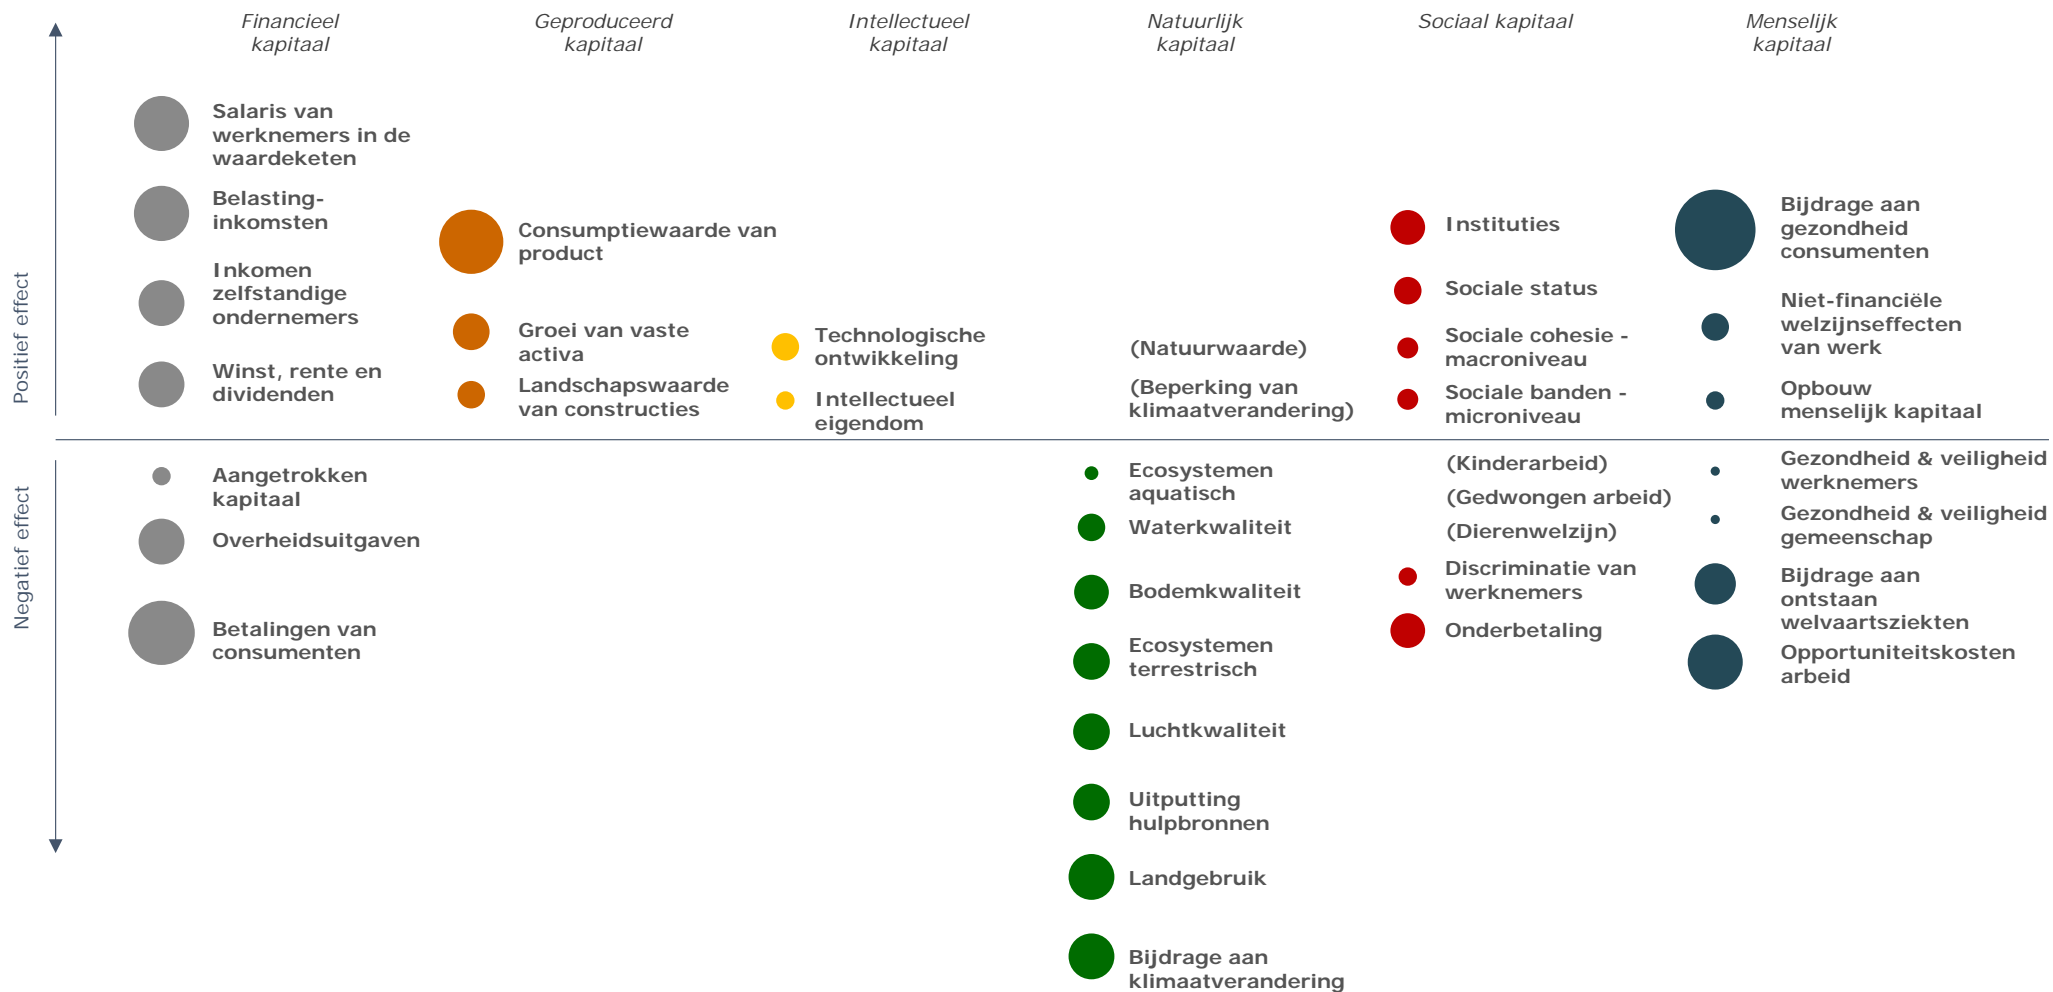 Financieel
kapitaal
Geproduceerd
kapitaal
Intellectueel
kapitaal
Natuurlijk
kapitaal
Sociaal kapitaal
Menselijk
kapitaal
Positief effect
Negatief effect
Salaris van
werknemers in de
waardeketen
Belasting-
inkomsten
Inkomen
zelfstandige
ondernemers
Winst, rente en
dividenden
Aangetrokken
kapitaal
Overheidsuitgaven
Betalingen van
consumenten
Consumptiewaarde van
product
Groei van vaste
activa
Landschapswaarde
van constructies
Technologische
ontwikkeling
Intellectueel
eigendom
(Natuurwaarde)
(Beperking van
klimaatverandering)
Ecosystemen
aquatisch
Waterkwaliteit
Bodemkwaliteit
Ecosystemen
terrestrisch
Luchtkwaliteit
Uitputting
hulpbronnen
Landgebruik
Bijdrage aan
klimaatverandering
Instituties
Sociale status
Sociale cohesie -
macroniveau
Sociale banden -
microniveau
(Kinderarbeid)
(Gedwongen arbeid)
(Dierenwelzijn)
Discriminatie van
werknemers
Onderbetaling
Bijdrage aan
gezondheid
consumenten
Niet-financiële
welzijnseffecten
van werk
Opbouw
menselijk kapitaal
Gezondheid & veiligheid
werknemers
Gezondheid & veiligheid
gemeenschap
Bijdrage aan
ontstaan
welvaartsziekten
Opportuniteitskosten
arbeid